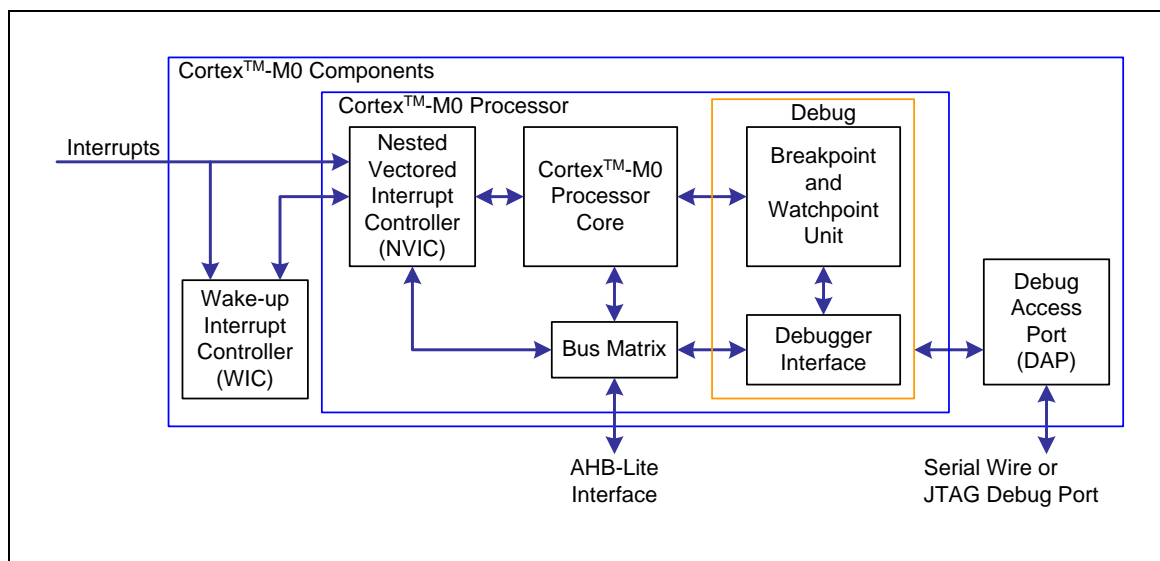 Cortex™-M0 Components
Cortex™-M0 Processor
Debug
Interrupts
Nested
Vectored
Interrupt
Controller
(NVIC)
Cortex™-M0
Processor
Core
Breakpoint
and
Watchpoint
Unit
Wake-up
Interrupt
Controller
(WIC)
Bus Matrix
Debugger
Interface
Debug
Access
Port
(DAP)
AHB-Lite
Interface
Serial Wire or
JTAG Debug Port